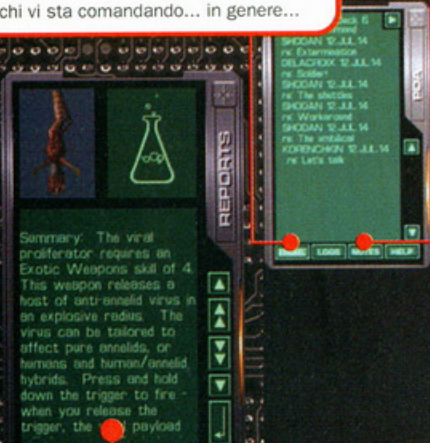 chi vi sta comandando... in genere...
REPORTS
Summary: The viral
proliferator requires an
Exotic Weapons skill of 4.
This weapon releases a
host of anti-annelid virus in
an explosive radius. The
virus can be tailored to
affect pure annelids, or
humans and human/annelid
hybrids. Press and hold
down the trigger to fire -
when you release the
trigger, the payload
6
SHODAN 12.JUL.14
re: Extermination
DELACROIX 12.JUL.14
re: Soldier
SHODAN 12.JUL.14
re: The shuttles
SHODAN 12.JUL.14
re: Workaround
SHODAN 12.JUL.14
re: The umbilical
KORENCHKIN 12.JUL.14
re: Let's talk
PDA
LOGS
NOTES
HELP